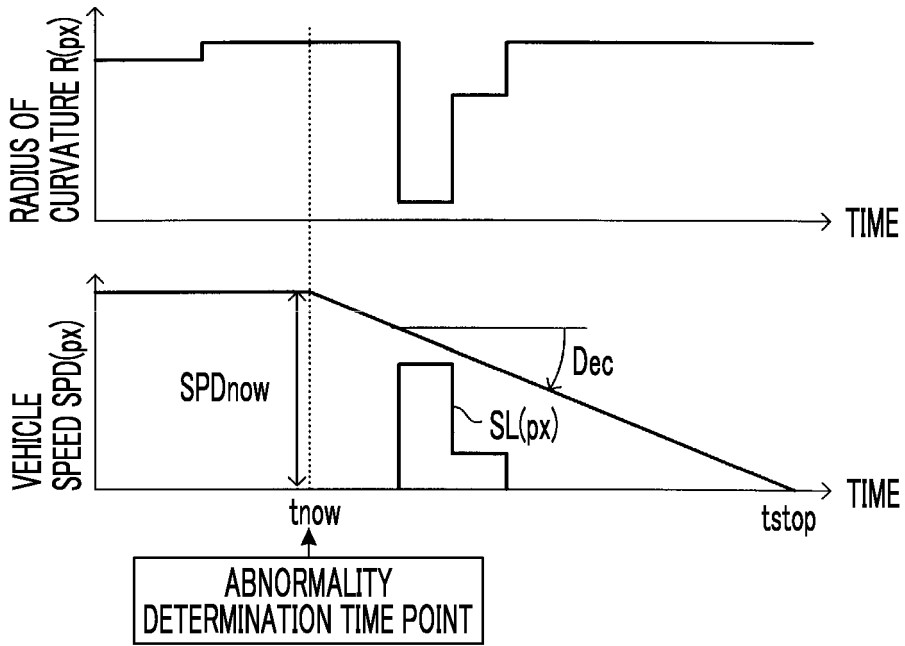 RADIUS OF
CURVATURE R(px)
TIME
VEHICLE
SPEED SPD(px)
SPDnow
Dec
SL(px)
TIME
tnow
tstop
ABNORMALITY
DETERMINATION TIME POINT